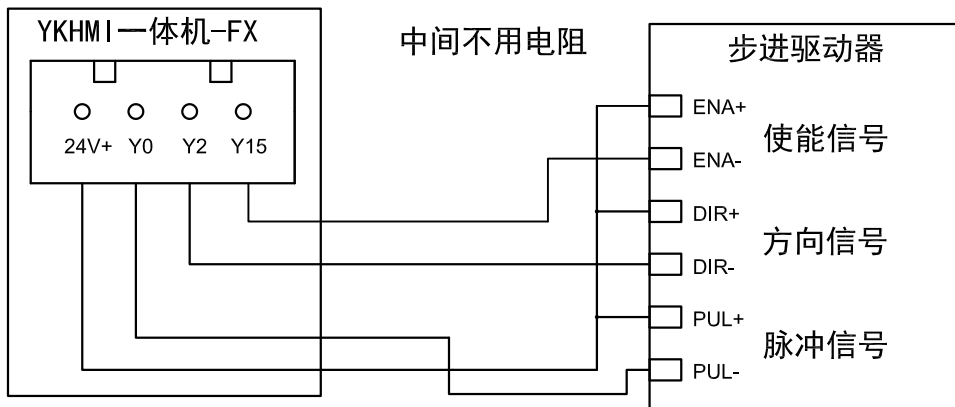 YKHMI一体机-FX
中间不用电阻
步进驱动器
24V+ Y0 Y2 Y15
ENA+
使能信号
ENA-
DIR+
方向信号
DIR-
PUL+
脉冲信号
PUL-